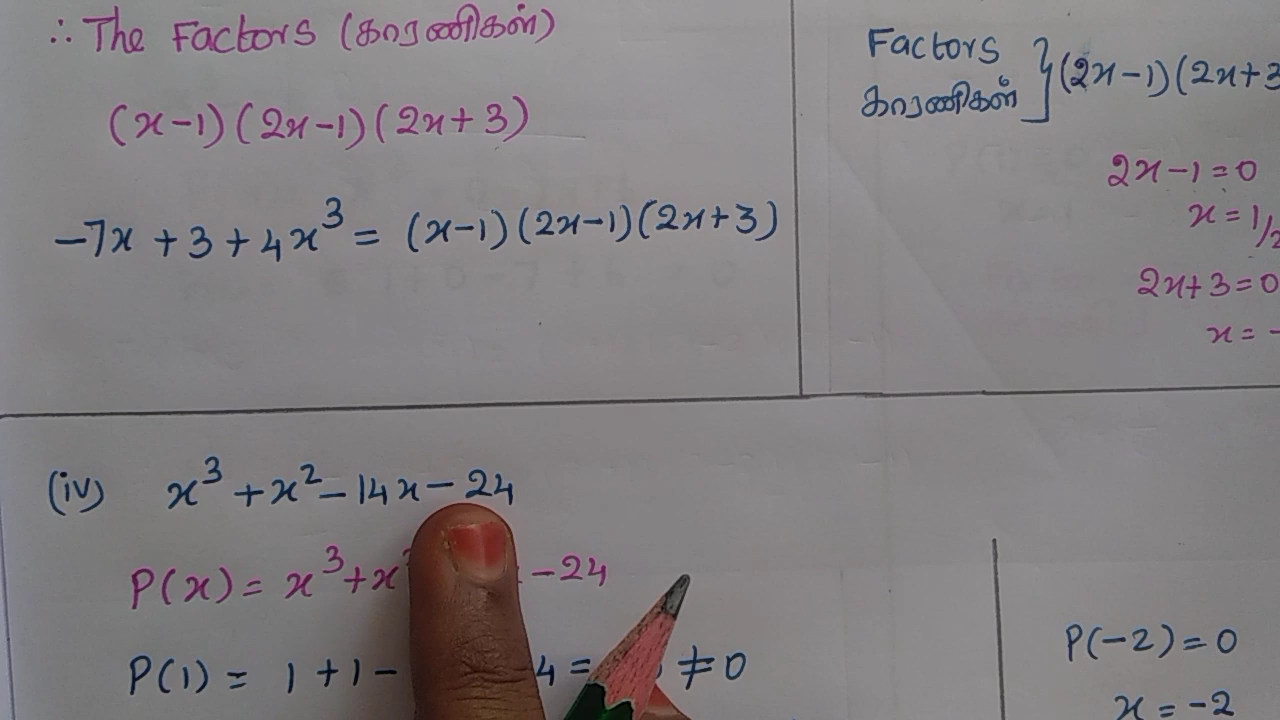 ∴ The Factors (காரணிகள்)
(x-1)(2x-1)(2x+3)
-7x + 3 + 4x³ = (x-1)(2x-1)(2x+3)
Factors
காரணிகள் } (2x-1)(2x+3
2x-1=0
x = 1/2
2x+3=0
x = -
(iv) x³ + x² - 14x - 24
P(x) = x³ + x -24
P(1) = 1 + 1 - 4 = ≠ 0
P(-2) = 0
x = -2